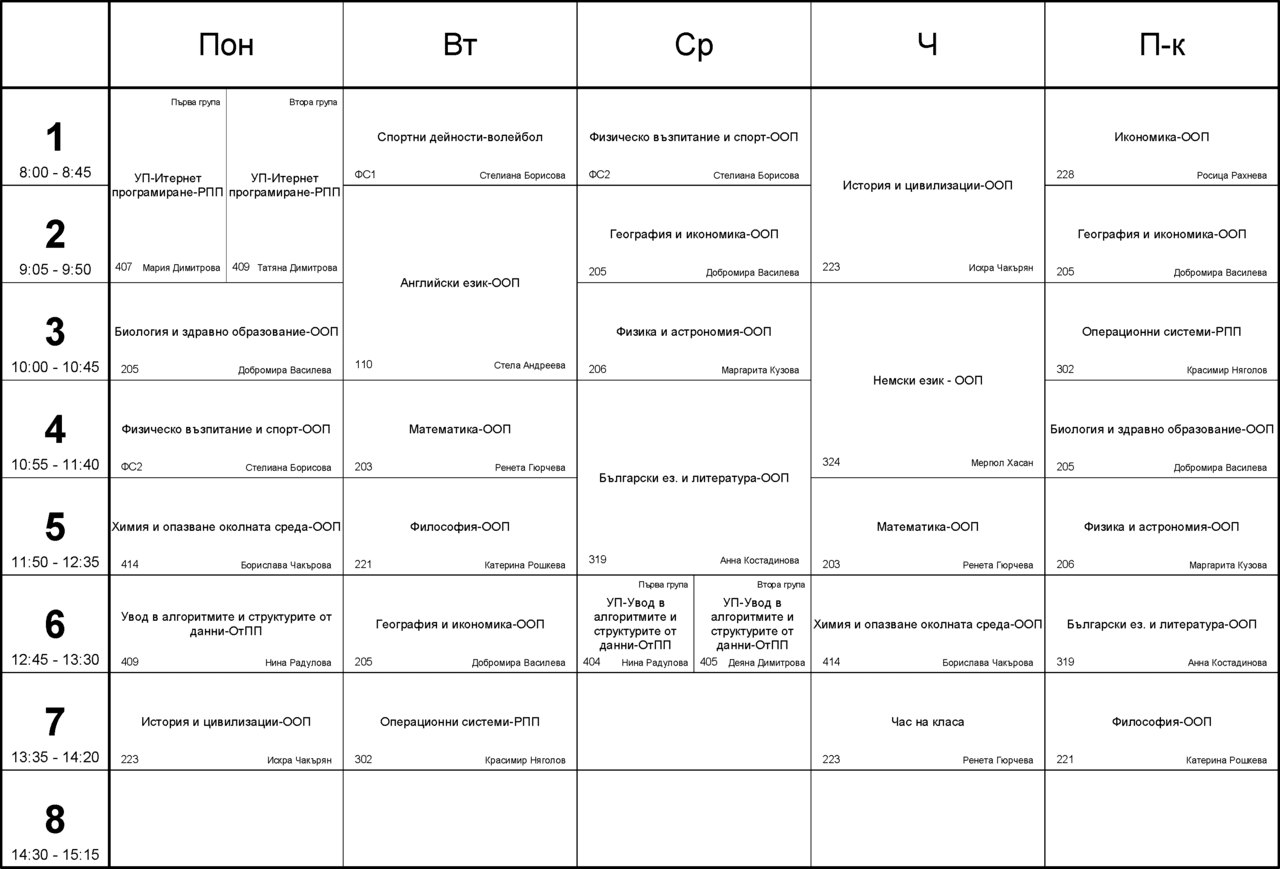 Пон Вт Ср Ч П-к
1
8:00 - 8:45
Първа група Втора група
УП-Итернет програмиране-РПП УП-Итернет програмиране-РПП
407 Мария Димитрова 409 Татяна Димитрова
Спортни дейности-волейбол
ФС1 Стелиана Борисова
Физическо възпитание и спорт-ООП
ФС2 Стелиана Борисова
История и цивилизации-ООП
223 Искра Чакърян
Икономика-ООП
228 Росица Рахнева
2
9:05 - 9:50
Английски език-ООП
110 Стела Андреева
География и икономика-ООП
205 Добромира Василева
География и икономика-ООП
205 Добромира Василева
3
10:00 - 10:45
Биология и здравно образование-ООП
205 Добромира Василева
Физика и астрономия-ООП
206 Маргарита Кузова
Немски език - ООП
324 Мергюл Хасан
Операционни системи-РПП
302 Красимир Няголов
4
10:55 - 11:40
Физическо възпитание и спорт-ООП
ФС2 Стелиана Борисова
Математика-ООП
203 Ренета Гюрчева
Български ез. и литература-ООП
319 Анна Костадинова
Биология и здравно образование-ООП
205 Добромира Василева
5
11:50 - 12:35
Химия и опазване околната среда-ООП
414 Борислава Чакърова
Философия-ООП
221 Катерина Рошкева
Математика-ООП
203 Ренета Гюрчева
Физика и астрономия-ООП
206 Маргарита Кузова
6
12:45 - 13:30
Увод в алгоритмите и структурите от
данни-ОтПП
409 Нина Радулова
География и икономика-ООП
205 Добромира Василева
Първа група Втора група
УП-Увод в УП-Увод в
алгоритмите и алгоритмите и
структурите от структурите от
данни-ОтПП данни-ОтПП
404 Нина Радулова 405 Деяна Димитрова
Химия и опазване околната среда-ООП
414 Борислава Чакърова
Български ез. и литература-ООП
319 Анна Костадинова
7
13:35 - 14:20
История и цивилизации-ООП
223 Искра Чакърян
Операционни системи-РПП
302 Красимир Няголов
Час на класа
223 Ренета Гюрчева
Философия-ООП
221 Катерина Рошкева
8
14:30 - 15:15